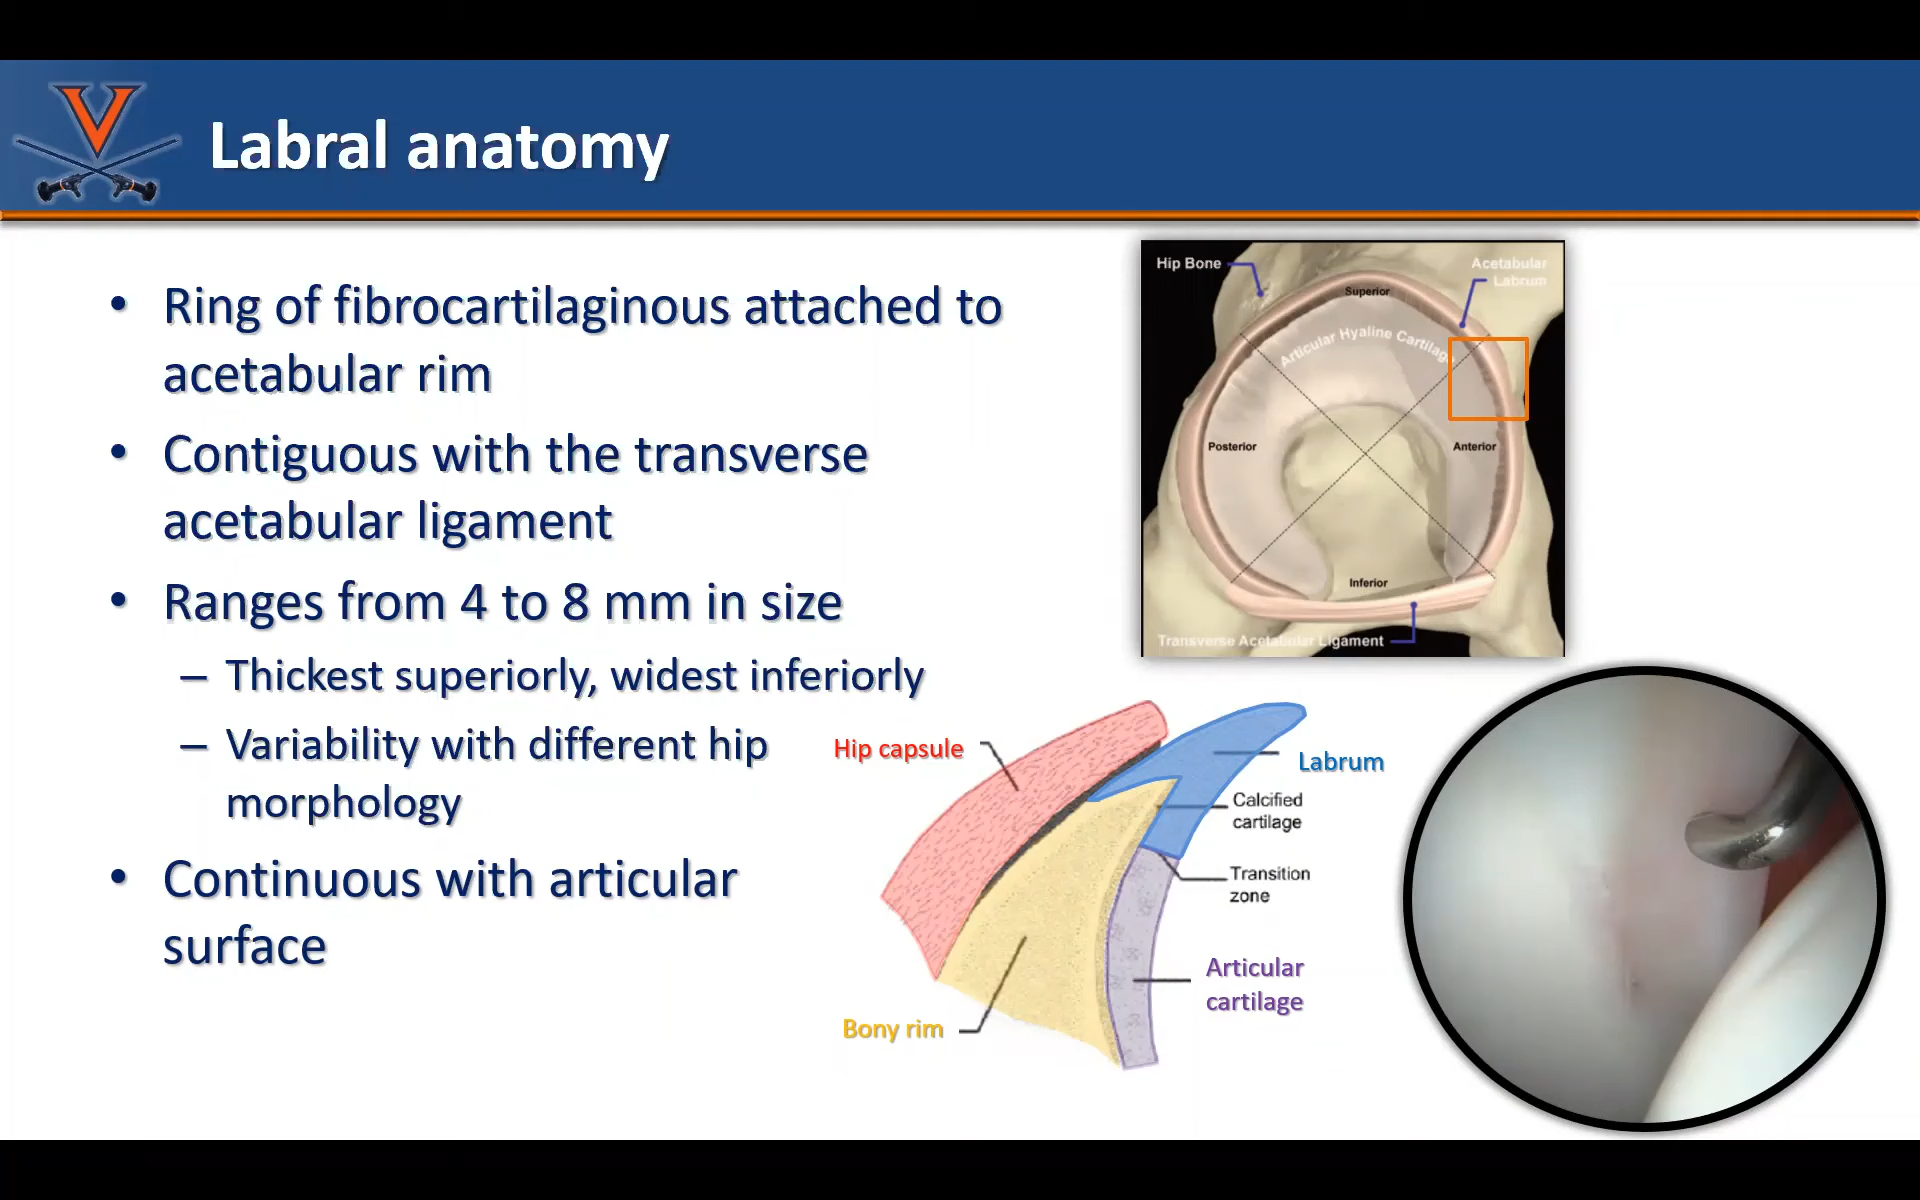 Labral anatomy
• Ring of fibrocartilaginous attached to
acetabular rim
• Contiguous with the transverse
acetabular ligament
• Ranges from 4 to 8 mm in size
– Thickest superiorly, widest inferiorly
– Variability with different hip
morphology
• Continuous with articular
surface
Hip Bone
Acetabular
Labrum
Superior
Articular Hyaline Cartilage
Posterior
Anterior
Inferior
Transverse Acetabular Ligament
Hip capsule
Labrum
Calcified
cartilage
Transition
zone
Articular
cartilage
Bony rim